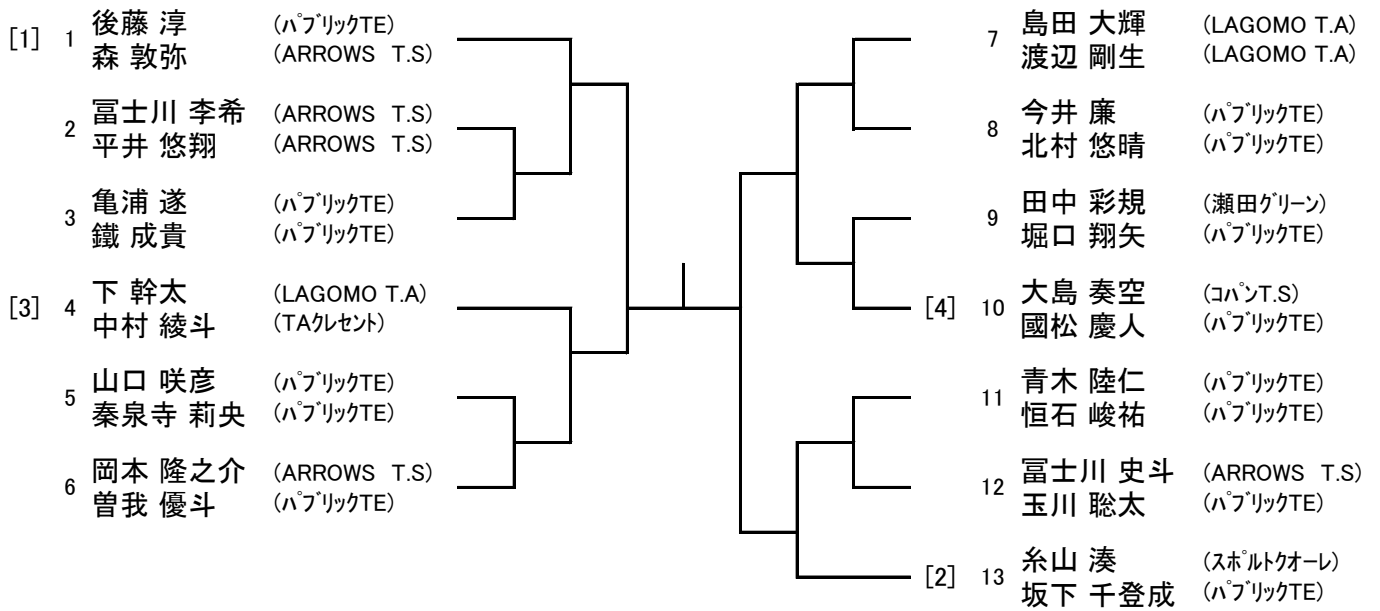 [1] 1 後藤 淳 (ﾊﾟﾌﾞﾘｯｸTE)
森 敦弥 (ARROWS T.S)
2 冨士川 李希 (ARROWS T.S)
平井 悠翔 (ARROWS T.S)
3 亀浦 遂 (ﾊﾟﾌﾞﾘｯｸTE)
鐵 成貴 (ﾊﾟﾌﾞﾘｯｸTE)
[3] 4 下 幹太 (LAGOMO T.A)
中村 綾斗 (TAｸﾚｾﾝﾄ)
5 山口 咲彦 (ﾊﾟﾌﾞﾘｯｸTE)
秦泉寺 莉央 (ﾊﾟﾌﾞﾘｯｸTE)
6 岡本 隆之介 (ARROWS T.S)
曽我 優斗 (ﾊﾟﾌﾞﾘｯｸTE)
7 島田 大輝 (LAGOMO T.A)
渡辺 剛生 (LAGOMO T.A)
8 今井 廉 (ﾊﾟﾌﾞﾘｯｸTE)
北村 悠晴 (ﾊﾟﾌﾞﾘｯｸTE)
9 田中 彩規 (瀬田ｸﾞﾘｰﾝ)
堀口 翔矢 (ﾊﾟﾌﾞﾘｯｸTE)
[4] 10 大島 奏空 (ｺﾊﾟﾝT.S)
國松 慶人 (ﾊﾟﾌﾞﾘｯｸTE)
11 青木 陸仁 (ﾊﾟﾌﾞﾘｯｸTE)
恒石 峻祐 (ﾊﾟﾌﾞﾘｯｸTE)
12 冨士川 史斗 (ARROWS T.S)
玉川 聡太 (ﾊﾟﾌﾞﾘｯｸTE)
[2] 13 糸山 湊 (ｽﾎﾟﾙﾄｸｵｰﾚ)
坂下 千登成 (ﾊﾟﾌﾞﾘｯｸTE)